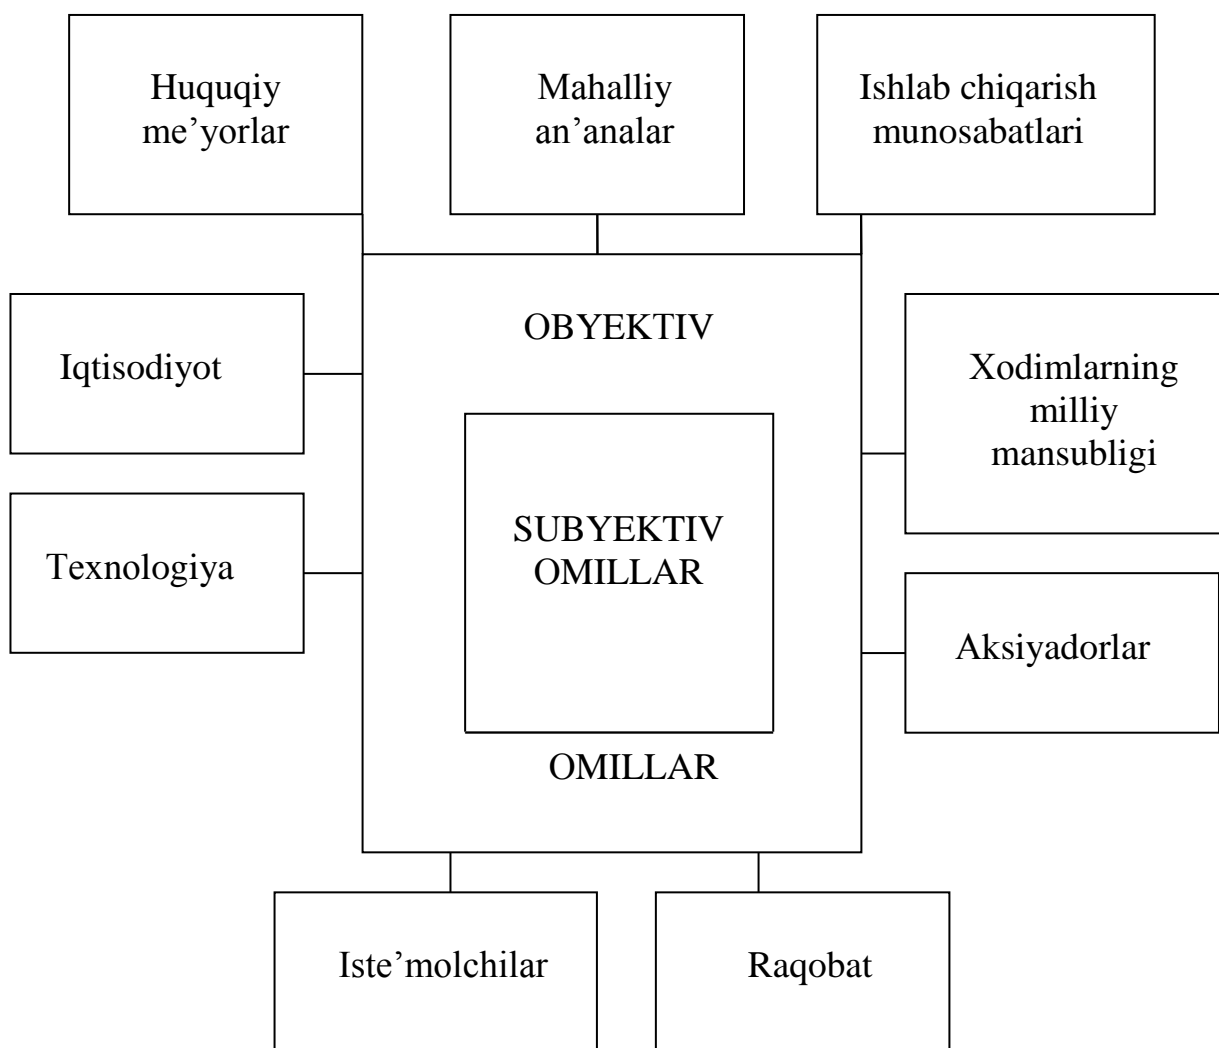 Huquqiy
me’yorlar
Mahalliy
an’analar
Ishlab chiqarish
munosabatlari
OBYEKTIV
Iqtisodiyot
Xodimlarning
milliy
mansubligi
SUBYEKTIV
OMILLAR
Texnologiya
Aksiyadorlar
OMILLAR
Iste’molchilar
Raqobat